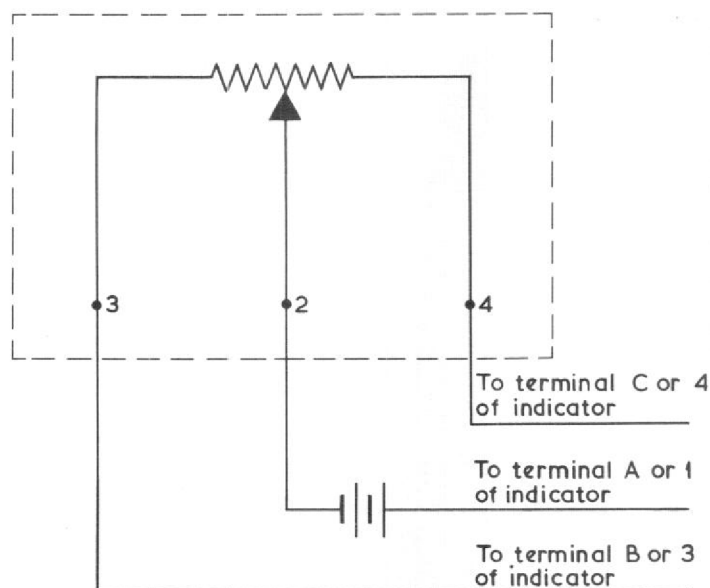 3
2
4
To terminal C or 4
of indicator
To terminal A or 1
of indicator
To terminal B or 3
of indicator